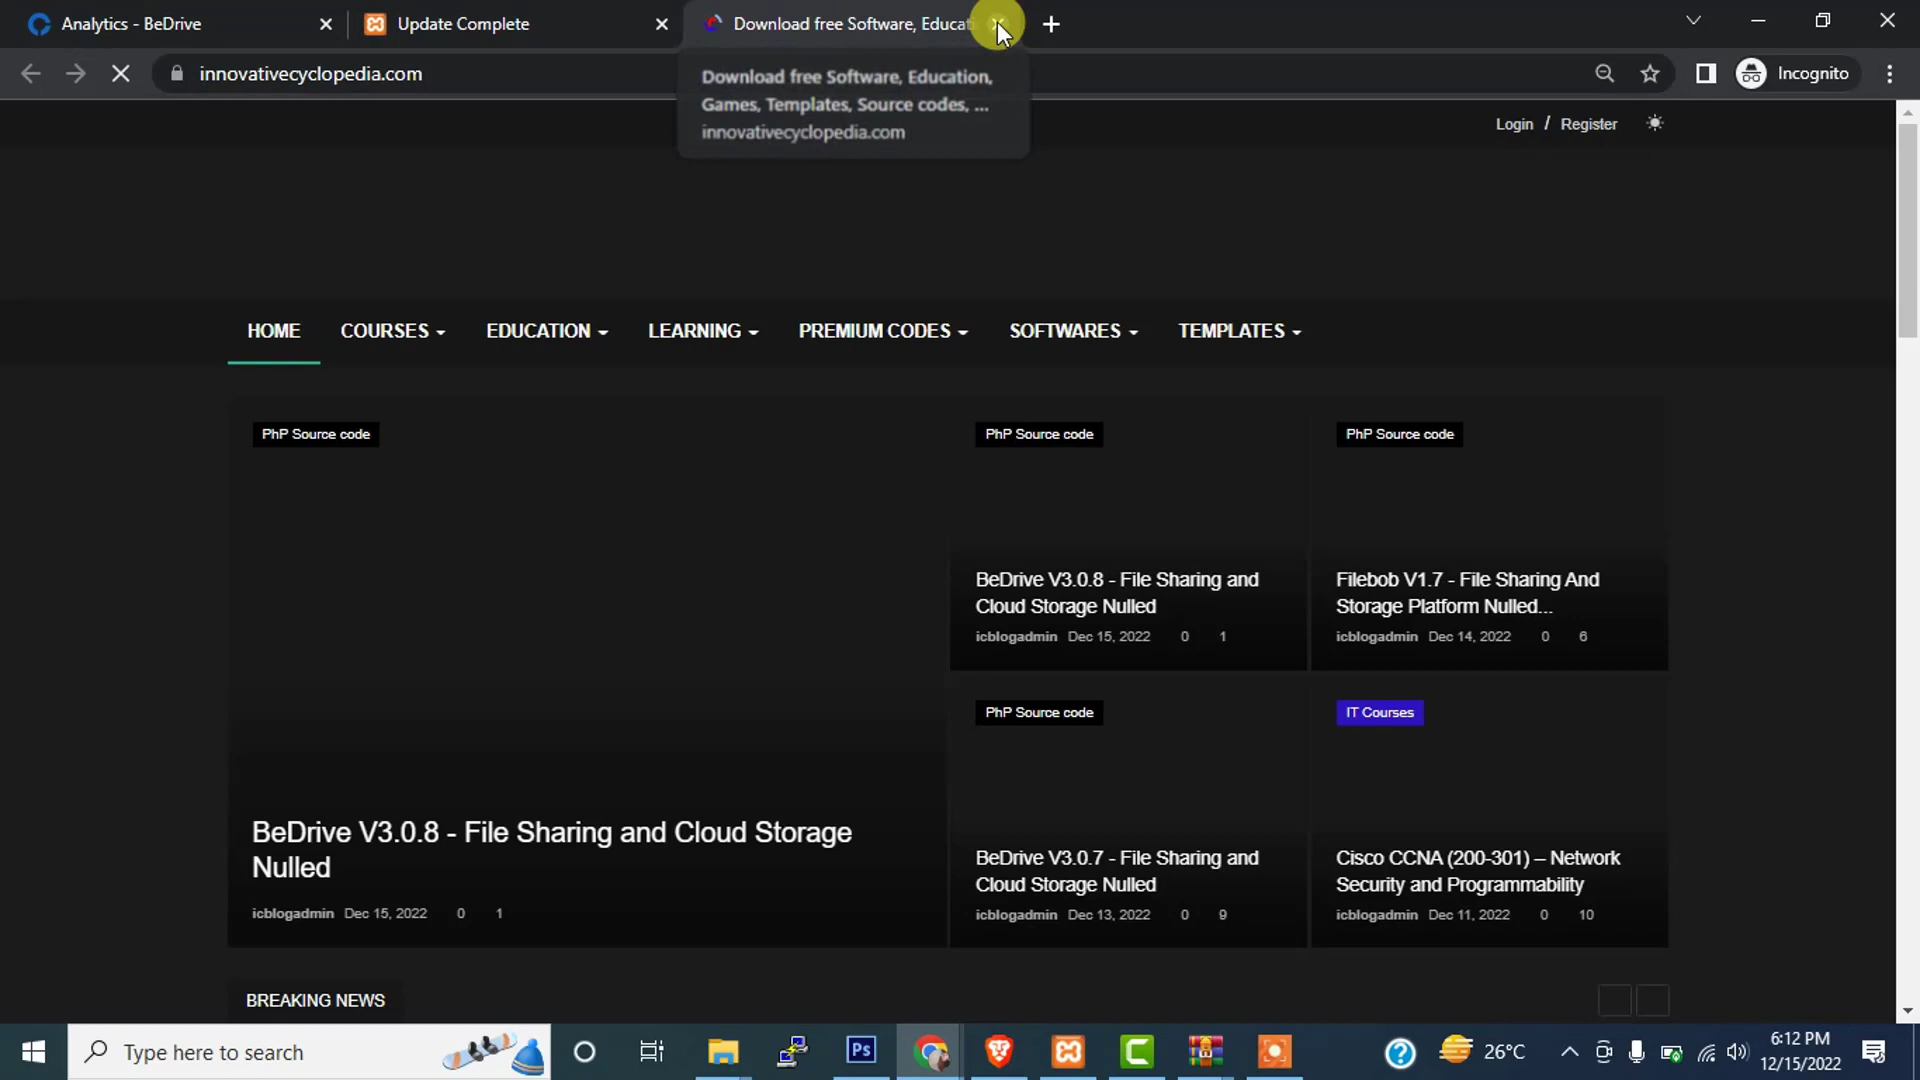 Analytics - BeDrive
Update Complete
Download free Software, Educati
innovativecyclopedia.com
Incognito
Download free Software, Education,
Games, Templates, Source codes, ...
innovativecyclopedia.com
Login / Register
HOME COURSES EDUCATION LEARNING PREMIUM CODES SOFTWARES TEMPLATES
PhP Source code
BeDrive V3.0.8 - File Sharing and Cloud Storage
Nulled
icblogadmin Dec 15, 2022 0 1
PhP Source code
BeDrive V3.0.8 - File Sharing and
Cloud Storage Nulled
icblogadmin Dec 15, 2022 0 1
PhP Source code
Filebob V1.7 - File Sharing And
Storage Platform Nulled...
icblogadmin Dec 14, 2022 0 6
PhP Source code
BeDrive V3.0.7 - File Sharing and
Cloud Storage Nulled
icblogadmin Dec 13, 2022 0 9
IT Courses
Cisco CCNA (200-301) – Network
Security and Programmability
icblogadmin Dec 11, 2022 0 10
BREAKING NEWS
Type here to search
Ps
26°C
6:12 PM
12/15/2022